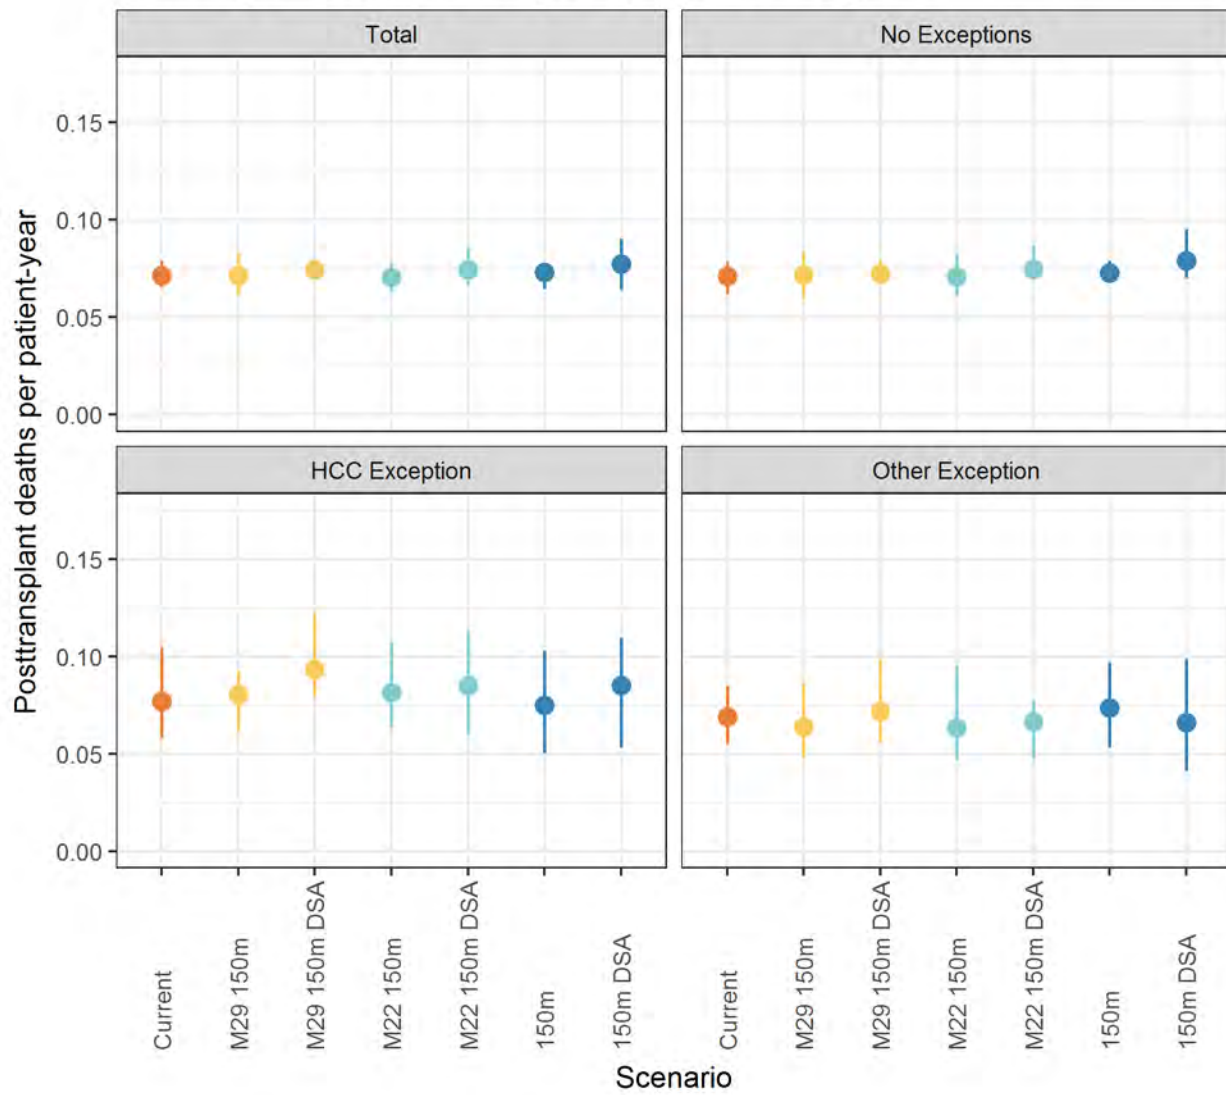 Total
No Exceptions
0.15
0.10
0.05
0.00
HCC Exception
Other Exception
0.15
0.10
0.05
0.00
Posttransplant deaths per patient-year
Current
M29 150m
M29 150m DSA
M22 150m
M22 150m DSA
150m
150m DSA
Current
M29 150m
M29 150m DSA
M22 150m
M22 150m DSA
150m
150m DSA
Scenario